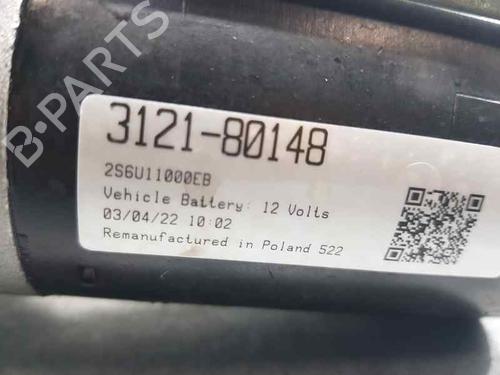 3121-80148
2S6U11000EB
Vehicle Battery: 12 Volts
03/04/22 10:02
Remanufactured in Poland 522
B-PARTS